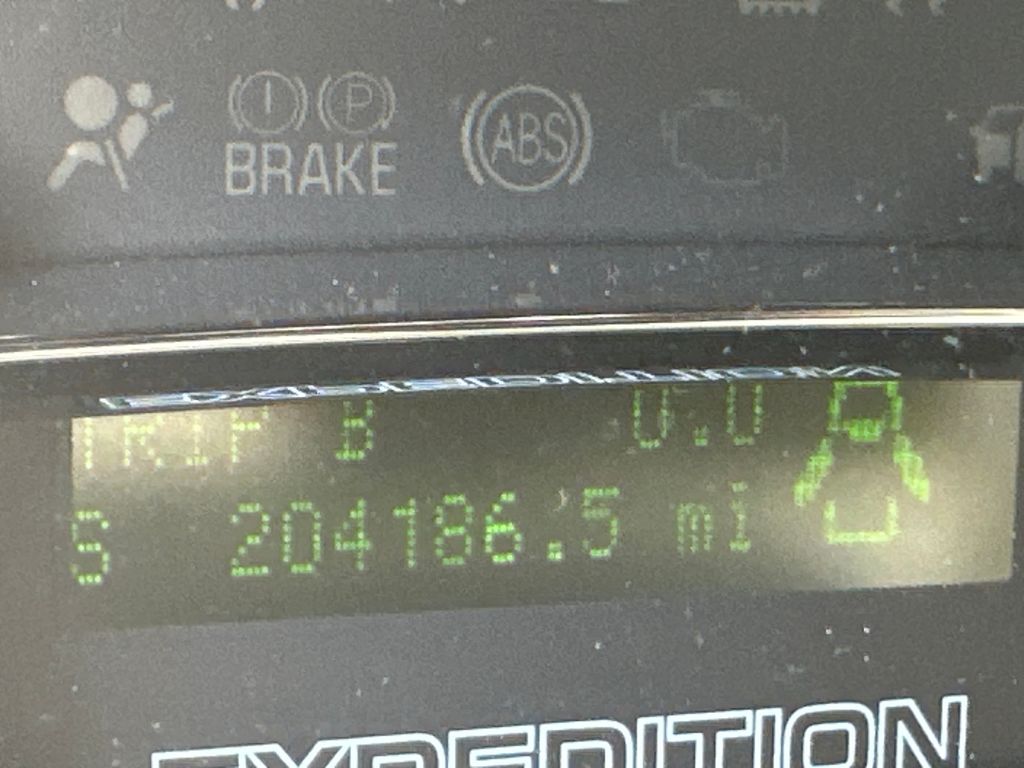 BRAKE
ABS
TRIP B 0.0
S 204186.5 mi
EXPEDITION